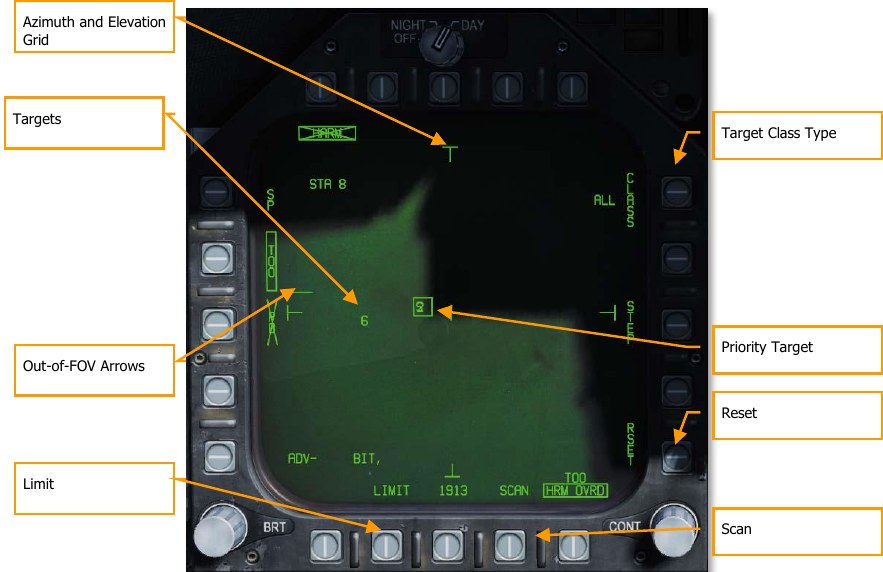 Azimuth and Elevation
Grid
NIGHT
DAY
OFF
Targets
HARM
Target Class Type
STA 8
CLASS
ALL
SP
TOO
STEP
6
Out-of-FOV Arrows
Priority Target
Reset
RSET
ADV-
BIT,
TOO
Limit
LIMIT
1913
SCAN
HRM OVRD
BRT
CONT
Scan